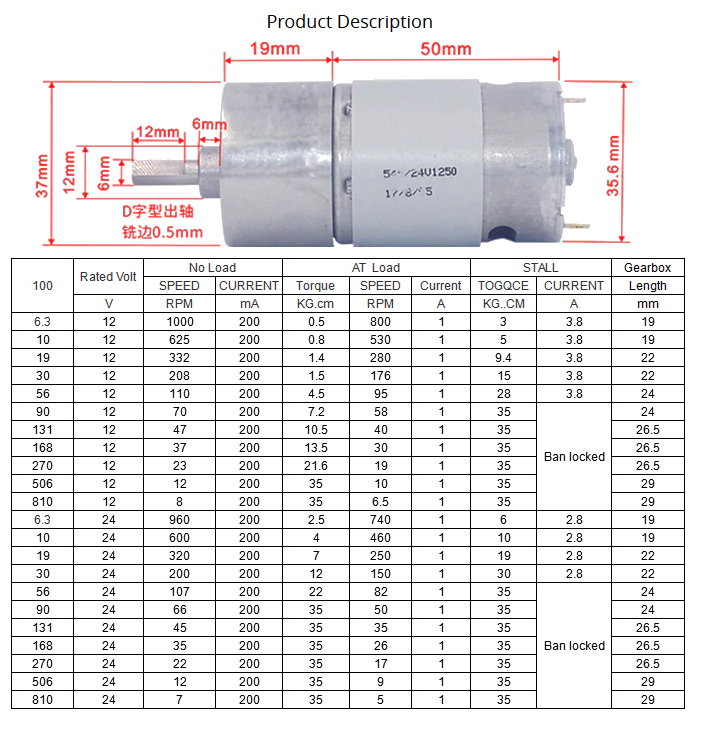 Product Description
19mm 50mm
12mm 6mm
37mm 12mm 6mm 35.6 mm
24V1250
D字型出轴
铣边0.5mm
100 Rated Volt No Load AT Load STALL Gearbox
SPEED CURRENT Torque SPEED Current TOGQCE CURRENT Length
V RPM mA KG.cm RPM A KG..CM A mm
6.3 12 1000 200 0.5 800 1 3 3.8 19
10 12 625 200 0.8 530 1 5 3.8 19
19 12 332 200 1.4 280 1 9.4 3.8 22
30 12 208 200 1.5 176 1 15 3.8 22
56 12 110 200 4.5 95 1 28 3.8 24
90 12 70 200 7.2 58 1 35 24
131 12 47 200 10.5 40 1 35 26.5
168 12 37 200 13.5 30 1 35 26.5
270 12 23 200 21.6 19 1 35 Ban locked 26.5
506 12 12 200 35 10 1 35 29
810 12 8 200 35 6.5 1 35 29
6.3 24 960 200 2.5 740 1 6 2.8 19
10 24 600 200 4 460 1 10 2.8 19
19 24 320 200 7 250 1 19 2.8 22
30 24 200 200 12 150 1 30 2.8 22
56 24 107 200 22 82 1 35 24
90 24 66 200 35 50 1 35 24
131 24 45 200 35 35 1 35 26.5
168 24 35 200 35 26 1 35 Ban locked 26.5
270 24 22 200 35 17 1 35 26.5
506 24 12 200 35 9 1 35 29
810 24 7 200 35 5 1 35 29